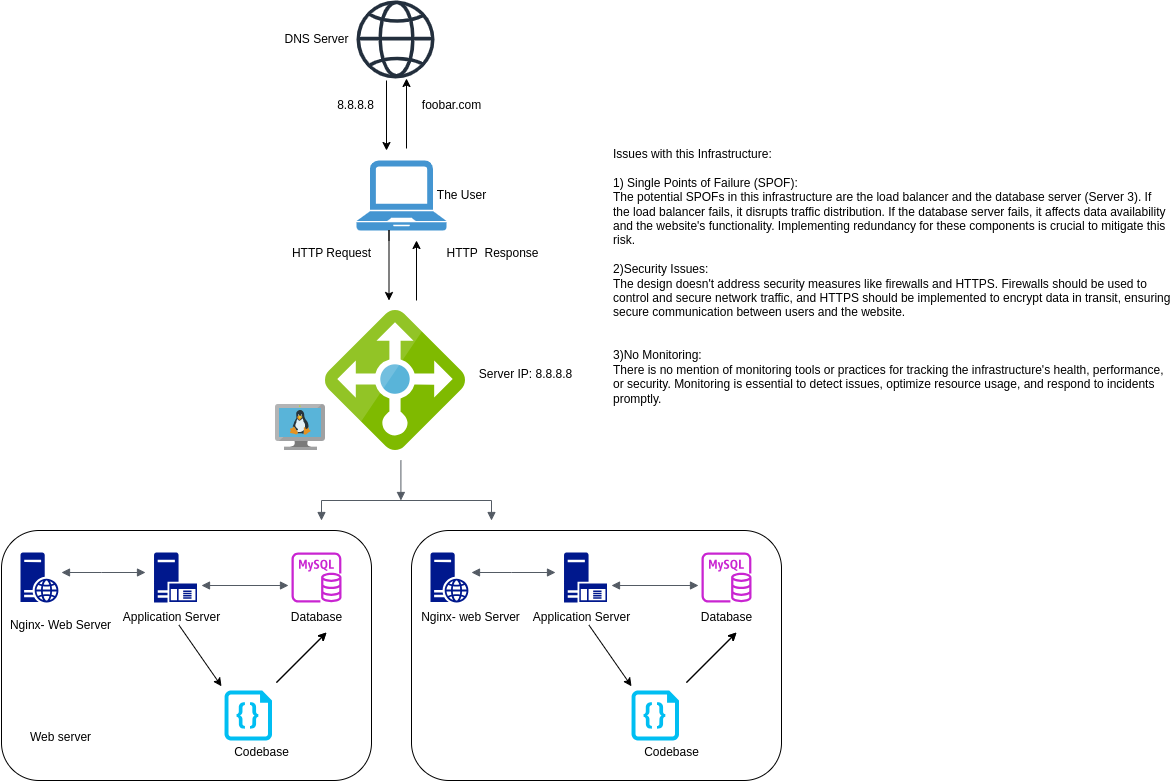 DNS Server
8.8.8.8
foobar.com
The User
HTTP Request
HTTP  Response
Server IP: 8.8.8.8
Issues with this Infrastructure:
1) Single Points of Failure (SPOF):
The potential SPOFs in this infrastructure are the load balancer and the database server (Server 3). If
the load balancer fails, it disrupts traffic distribution. If the database server fails, it affects data availability
and the website's functionality. Implementing redundancy for these components is crucial to mitigate this
risk.
2)Security Issues:
The design doesn't address security measures like firewalls and HTTPS. Firewalls should be used to
control and secure network traffic, and HTTPS should be implemented to encrypt data in transit, ensuring
secure communication between users and the website.
3)No Monitoring:
There is no mention of monitoring tools or practices for tracking the infrastructure's health, performance,
or security. Monitoring is essential to detect issues, optimize resource usage, and respond to incidents
promptly.
MySQL
Nginx- Web Server
Application Server
Database
{}
Codebase
Web server
MySQL
Nginx- web Server
Application Server
Database
{}
Codebase